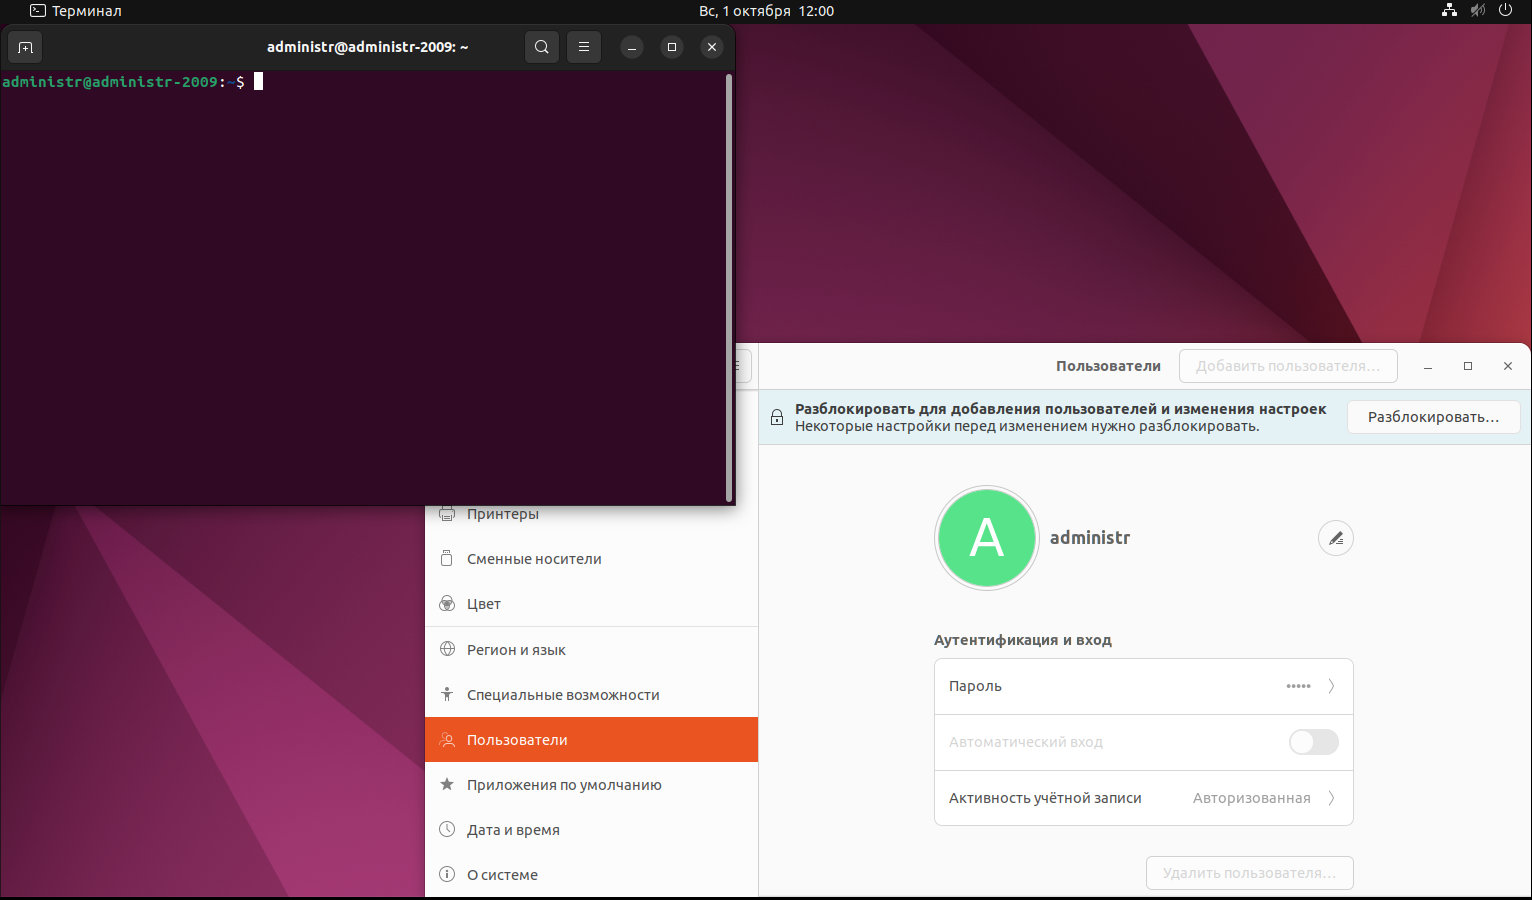 Терминал
Вс, 1 октября 12:00
administr@administr-2009: ~
administr@administr-2009:~$
Пользователи
Добавить пользователя…
Разблокировать для добавления пользователей и изменения настроек
Некоторые настройки перед изменением нужно разблокировать.
Разблокировать…
Принтеры
Сменные носители
Цвет
Регион и язык
Специальные возможности
Пользователи
Приложения по умолчанию
Дата и время
О системе
A
administr
Аутентификация и вход
Пароль •••••
Автоматический вход
Активность учётной записи Авторизованная
Удалить пользователя…